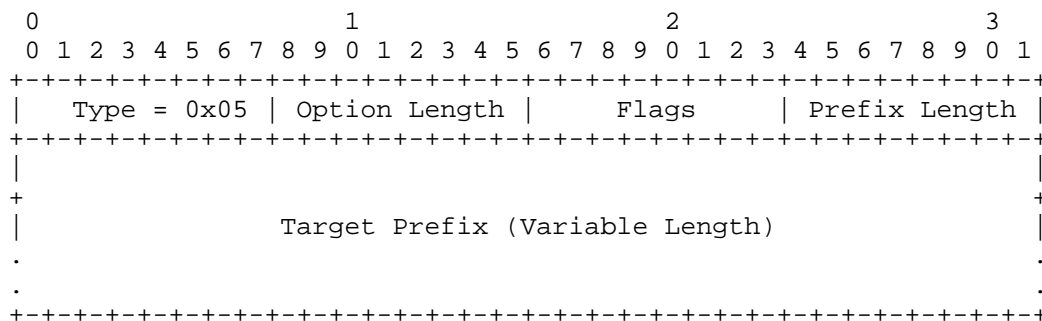 0                   1                   2                   3
 0 1 2 3 4 5 6 7 8 9 0 1 2 3 4 5 6 7 8 9 0 1 2 3 4 5 6 7 8 9 0 1
+-+-+-+-+-+-+-+-+-+-+-+-+-+-+-+-+-+-+-+-+-+-+-+-+-+-+-+-+-+-+-+-+
|   Type = 0x05 | Option Length |     Flags     | Prefix Length |
+-+-+-+-+-+-+-+-+-+-+-+-+-+-+-+-+-+-+-+-+-+-+-+-+-+-+-+-+-+-+-+-+
|                                                               |
+                                                               +
|                Target Prefix (Variable Length)                |
.                                                               .
.                                                               .
+-+-+-+-+-+-+-+-+-+-+-+-+-+-+-+-+-+-+-+-+-+-+-+-+-+-+-+-+-+-+-+-+